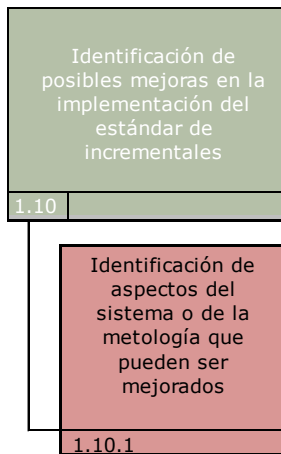 Identificación de
posibles mejoras en la
implementación del
estándar de
incrementales
1.10
Identificación de
aspectos del
sistema o de la
metología que
pueden ser
mejorados
1.10.1